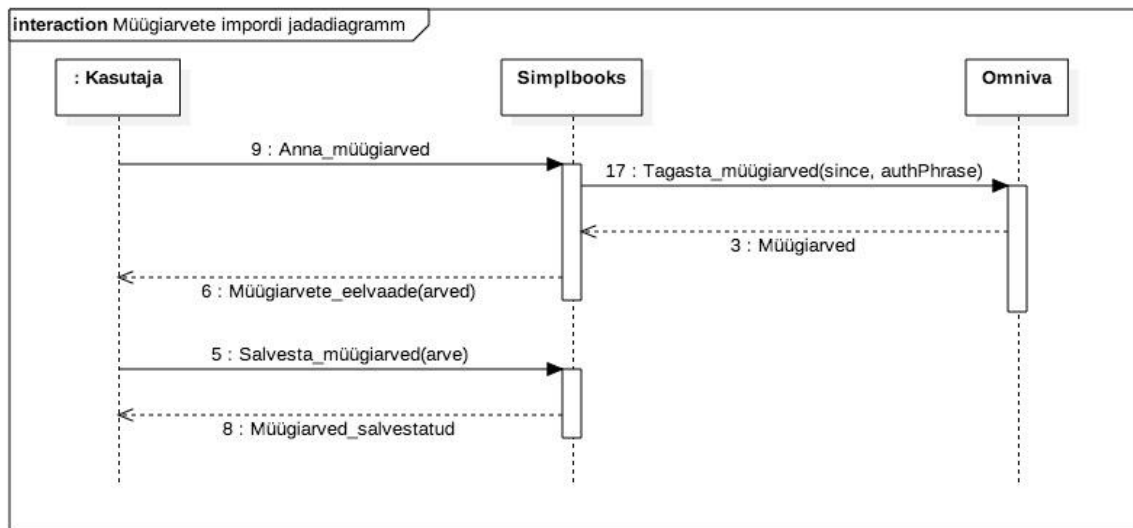 interaction Müügiarvete impordi jadadiagramm
: Kasutaja
Simplbooks
Omniva
9 : Anna_müügiarved
17 : Tagasta_müügiarved(since, authPhrase)
3 : Müügiarved
6 : Müügiarvete_eelvaade(arved)
5 : Salvesta_müügiarved(arve)
8 : Müügiarved_salvestatud